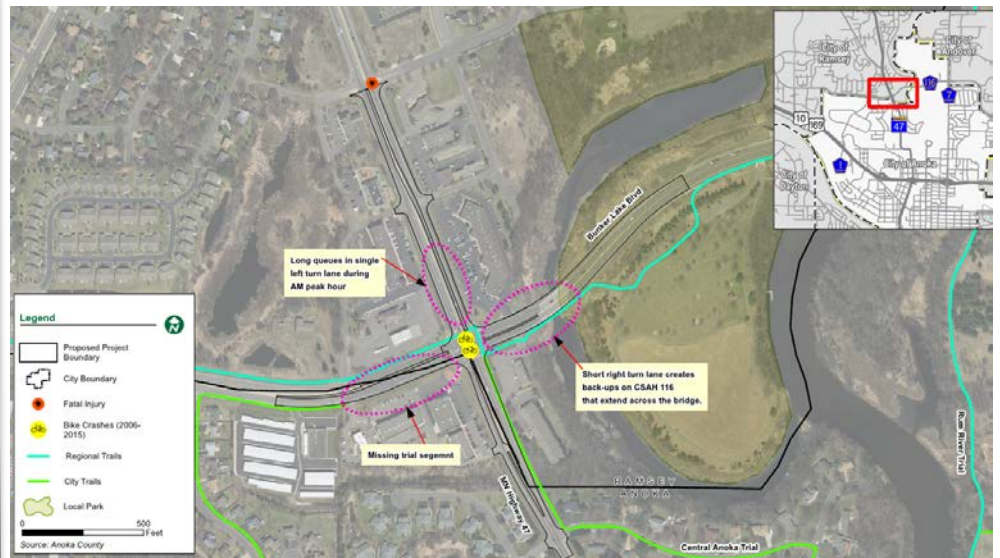 City of
Ramsey
City of
Andover
116
7
10
169
47
City of Anoka
1
City of
Dayton
Bunker Lake Blvd
Long queues in single
left turn lane during
AM peak hour
Short right turn lane creates
back-ups on CSAH 116
that extend across the bridge.
Missing trial segemnt
MN Highway 47
RAMSEY
ANOKA
Rum River Trial
Central Anoka Trial
Legend
N
Proposed Project
Boundary
City Boundary
Fatal Injury
Bike Crashes (2006-
2015)
Regional Trails
City Trails
Local Park
0 500
Feet
Source: Anoka County